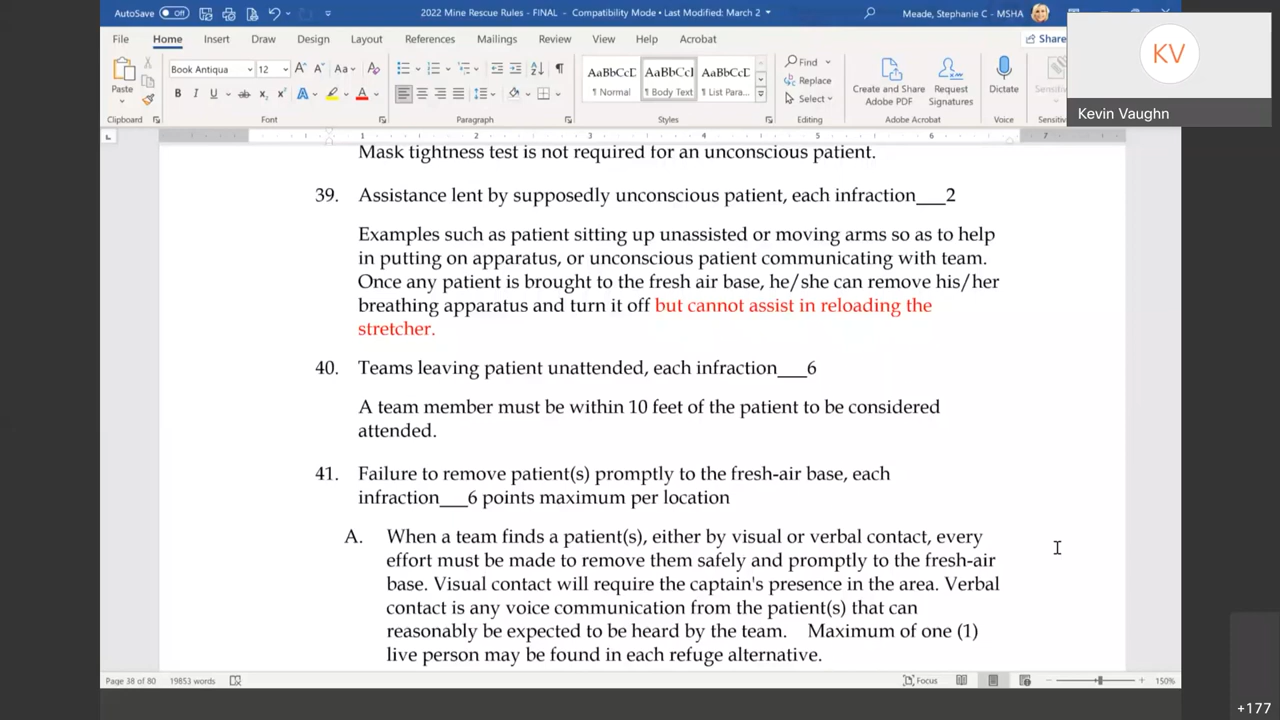 AutoSave Off 2022 Mine Rescue Rules - FINAL - Compatibility Mode • Last Modified: March 2 Meade, Stephanie C - MSHA
File Home Insert Draw Design Layout References Mailings Review View Help Acrobat Share
KV
Kevin Vaughn
Paste
Book Antiqua 12
AaBbCcD AaBbCcI AaBbCcD
¶ Normal ¶ Body Text ¶ List Para...
Find
Replace
Select
Create and Share Adobe PDF
Request Signatures
Dictate
Clipboard Font Paragraph Styles Editing Adobe Acrobat Voice
1 2 3 4 5 6 7
Mask tightness test is not required for an unconscious patient.
39. Assistance lent by supposedly unconscious patient, each infraction___2
Examples such as patient sitting up unassisted or moving arms so as to help
in putting on apparatus, or unconscious patient communicating with team.
Once any patient is brought to the fresh air base, he/she can remove his/her
breathing apparatus and turn it off but cannot assist in reloading the
stretcher.
40. Teams leaving patient unattended, each infraction___6
A team member must be within 10 feet of the patient to be considered
attended.
41. Failure to remove patient(s) promptly to the fresh-air base, each
infraction___6 points maximum per location
A. When a team finds a patient(s), either by visual or verbal contact, every
effort must be made to remove them safely and promptly to the fresh-air
base. Visual contact will require the captain's presence in the area. Verbal
contact is any voice communication from the patient(s) that can
reasonably be expected to be heard by the team. Maximum of one (1)
live person may be found in each refuge alternative.
Page 38 of 80 19853 words Focus 150%
+177